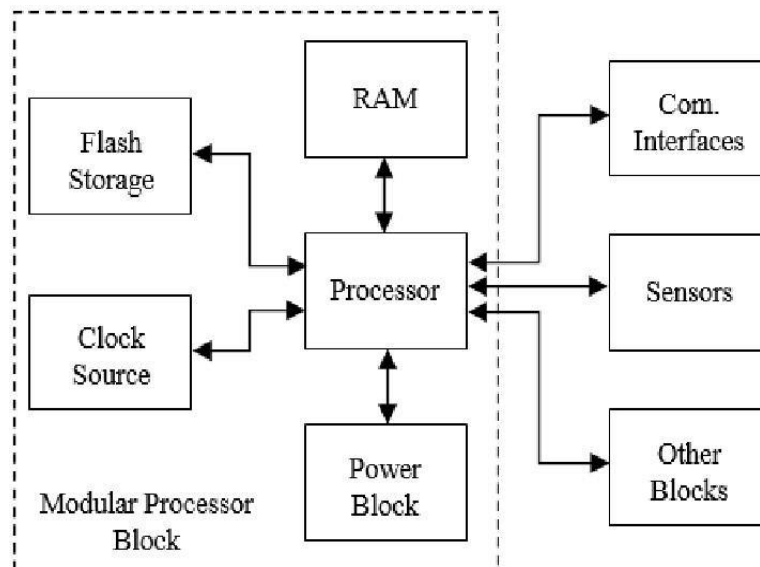 RAM
Flash
Storage
Processor
Clock
Source
Power
Block
Modular Processor
Block
Com.
Interfaces
Sensors
Other
Blocks